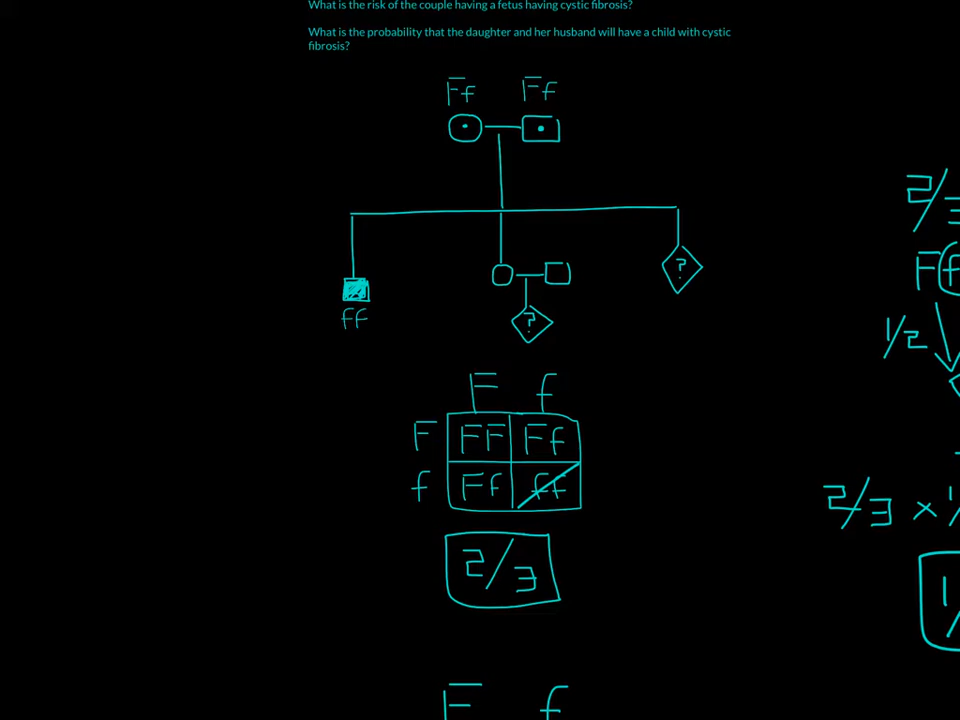 What is the risk of the couple having a fetus having cystic fibrosis?
What is the probability that the daughter and her husband will have a child with cystic
fibrosis?
Ff Ff
2/3
? F f
ff ?
1/2
F f
F FF Ff
f Ff ff
2/3 × 1/
2/3
1/
F f